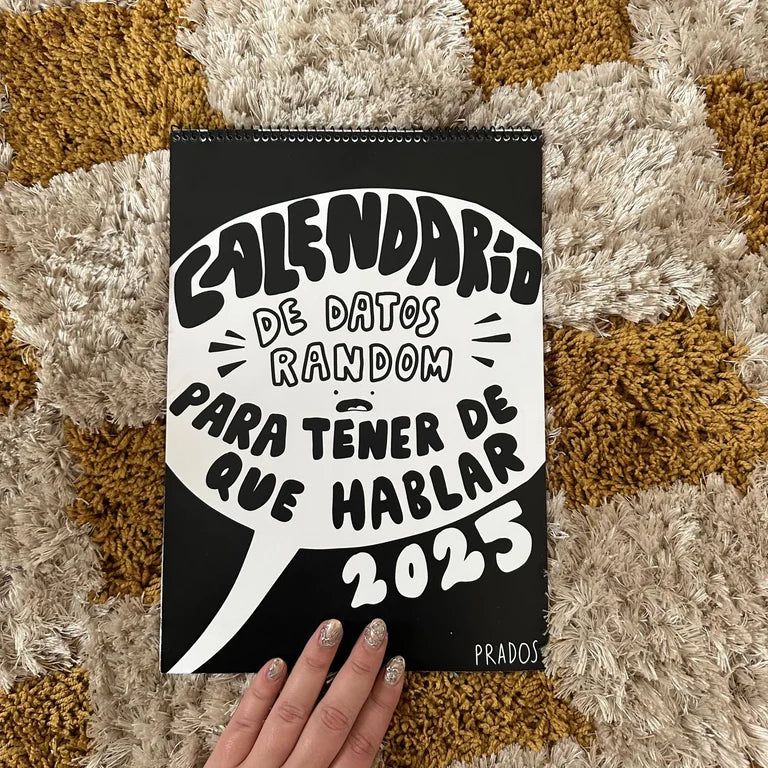 CALENDARIO
DE DATOS
RANDOM
PARA TENER DE
QUE HABLAR
2025
PRADOS